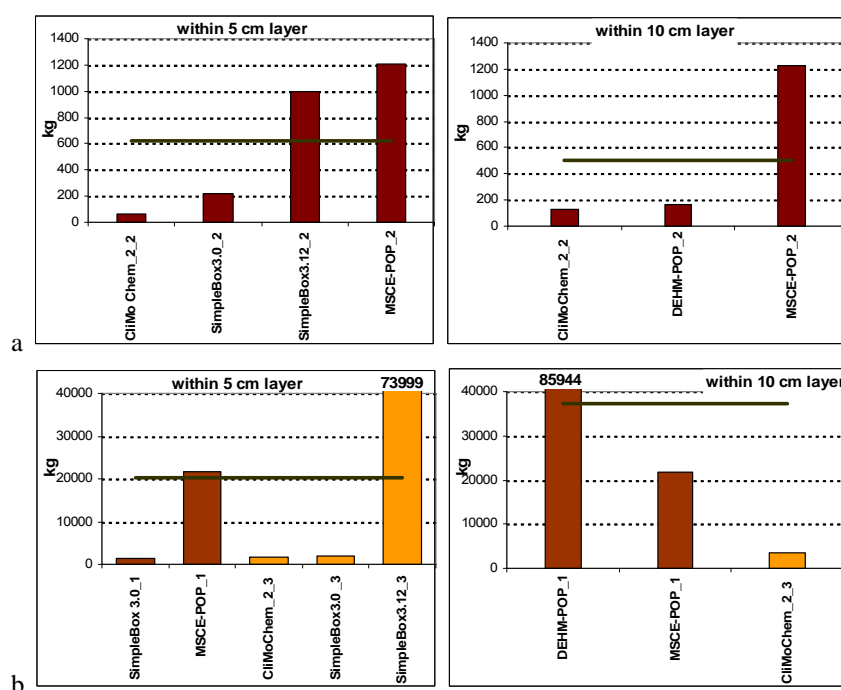 within 5 cm layer
1400
1200
1000
800
600
400
200
0
kg
CliMo Chem_2_2
SimpleBox3.0_2
SimpleBox3.12_2
MSCE-POP_2
within 10 cm layer
1400
1200
1000
800
600
400
200
0
kg
CliMoChem_2_2
DEHM-POP_2
MSCE-POP_2
a
within 5 cm layer
73999
40000
30000
20000
10000
0
kg
SimpleBox 3.0_1
MSCE-POP_1
CliMoChem_2_3
SimpleBox3.0 _3
SimpleBox3.12_3
85944
within 10 cm layer
40000
30000
20000
10000
0
kg
DEHM-POP_1
MSCE-POP_1
CliMoChem_2_3
b